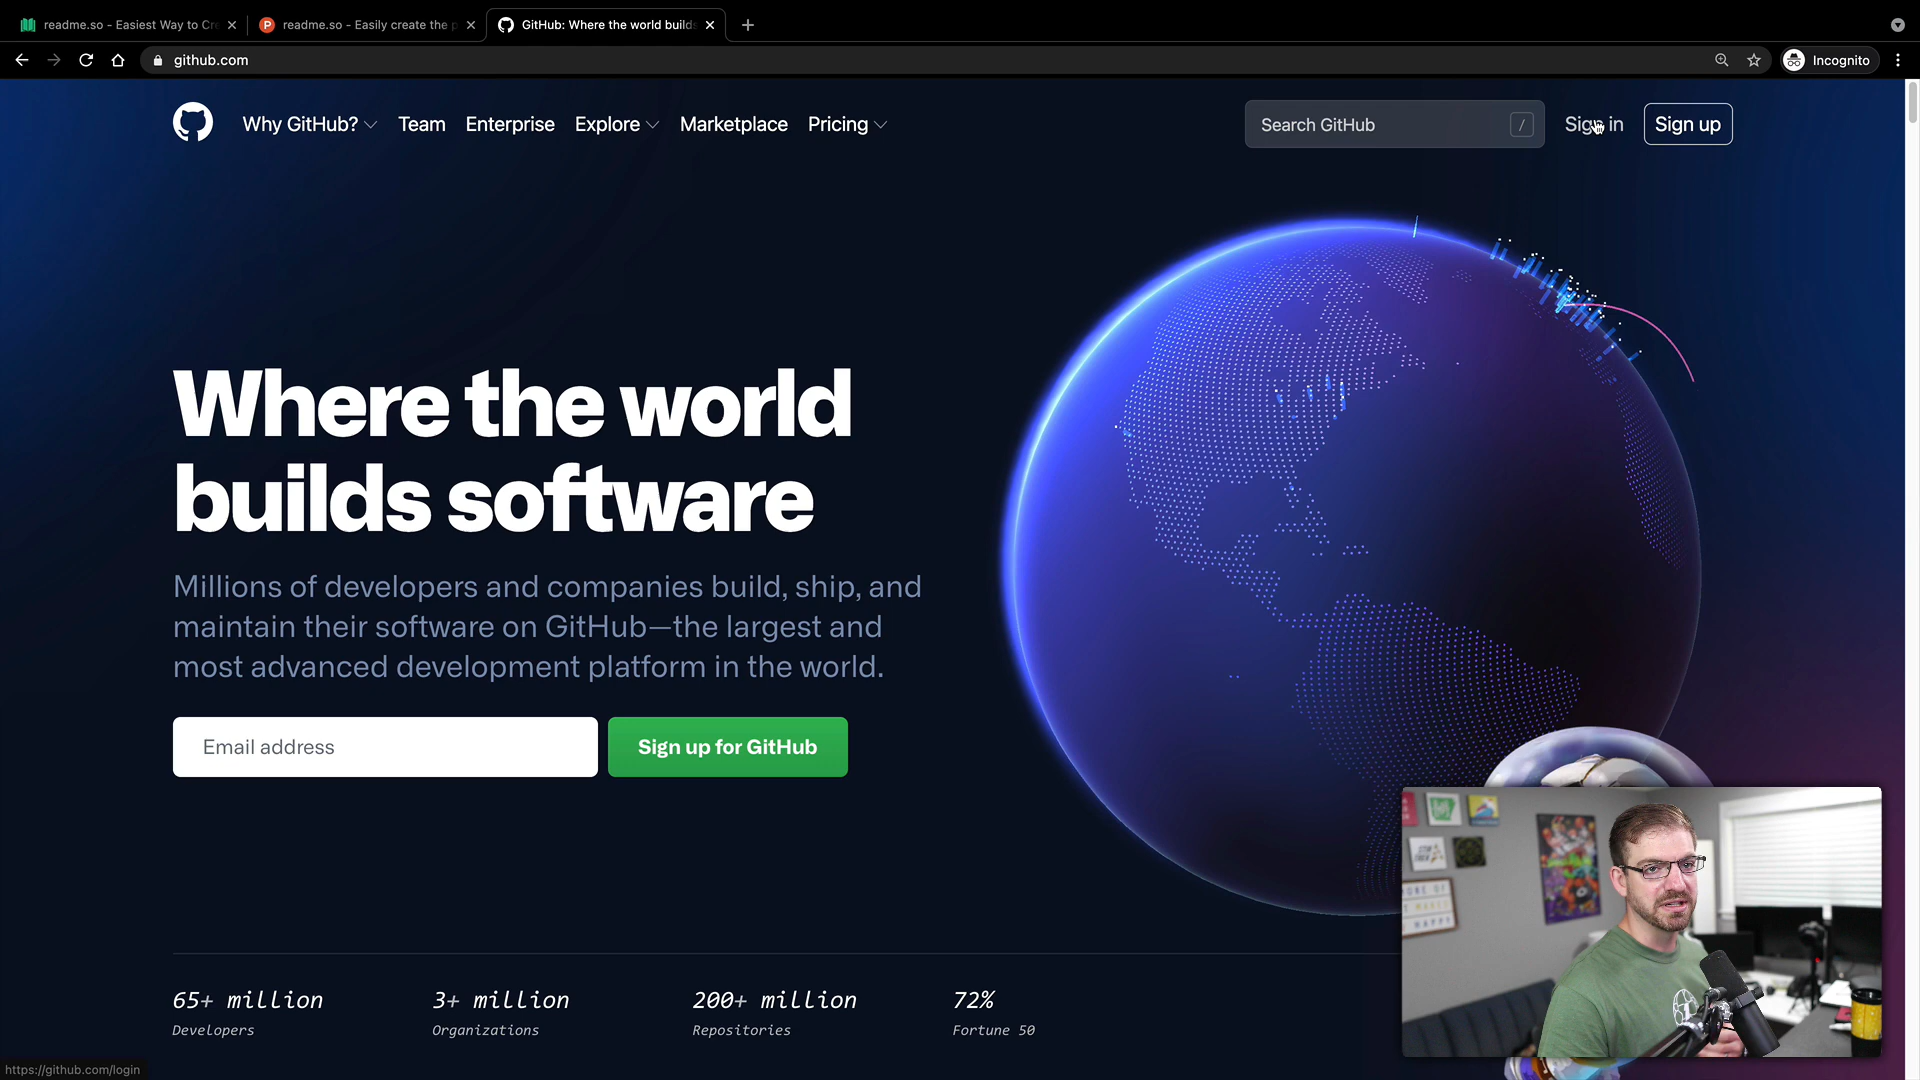 readme.so - Easiest Way to Cre
readme.so - Easily create the p
GitHub: Where the world builds
github.com
Incognito
Why GitHub?
Team
Enterprise
Explore
Marketplace
Pricing
Search GitHub
/
Sign in
Sign up
Where the world
builds software
Millions of developers and companies build, ship, and
maintain their software on GitHub—the largest and
most advanced development platform in the world.
Email address
Sign up for GitHub
65+ million
Developers
3+ million
Organizations
200+ million
Repositories
72%
Fortune 50
https://github.com/login